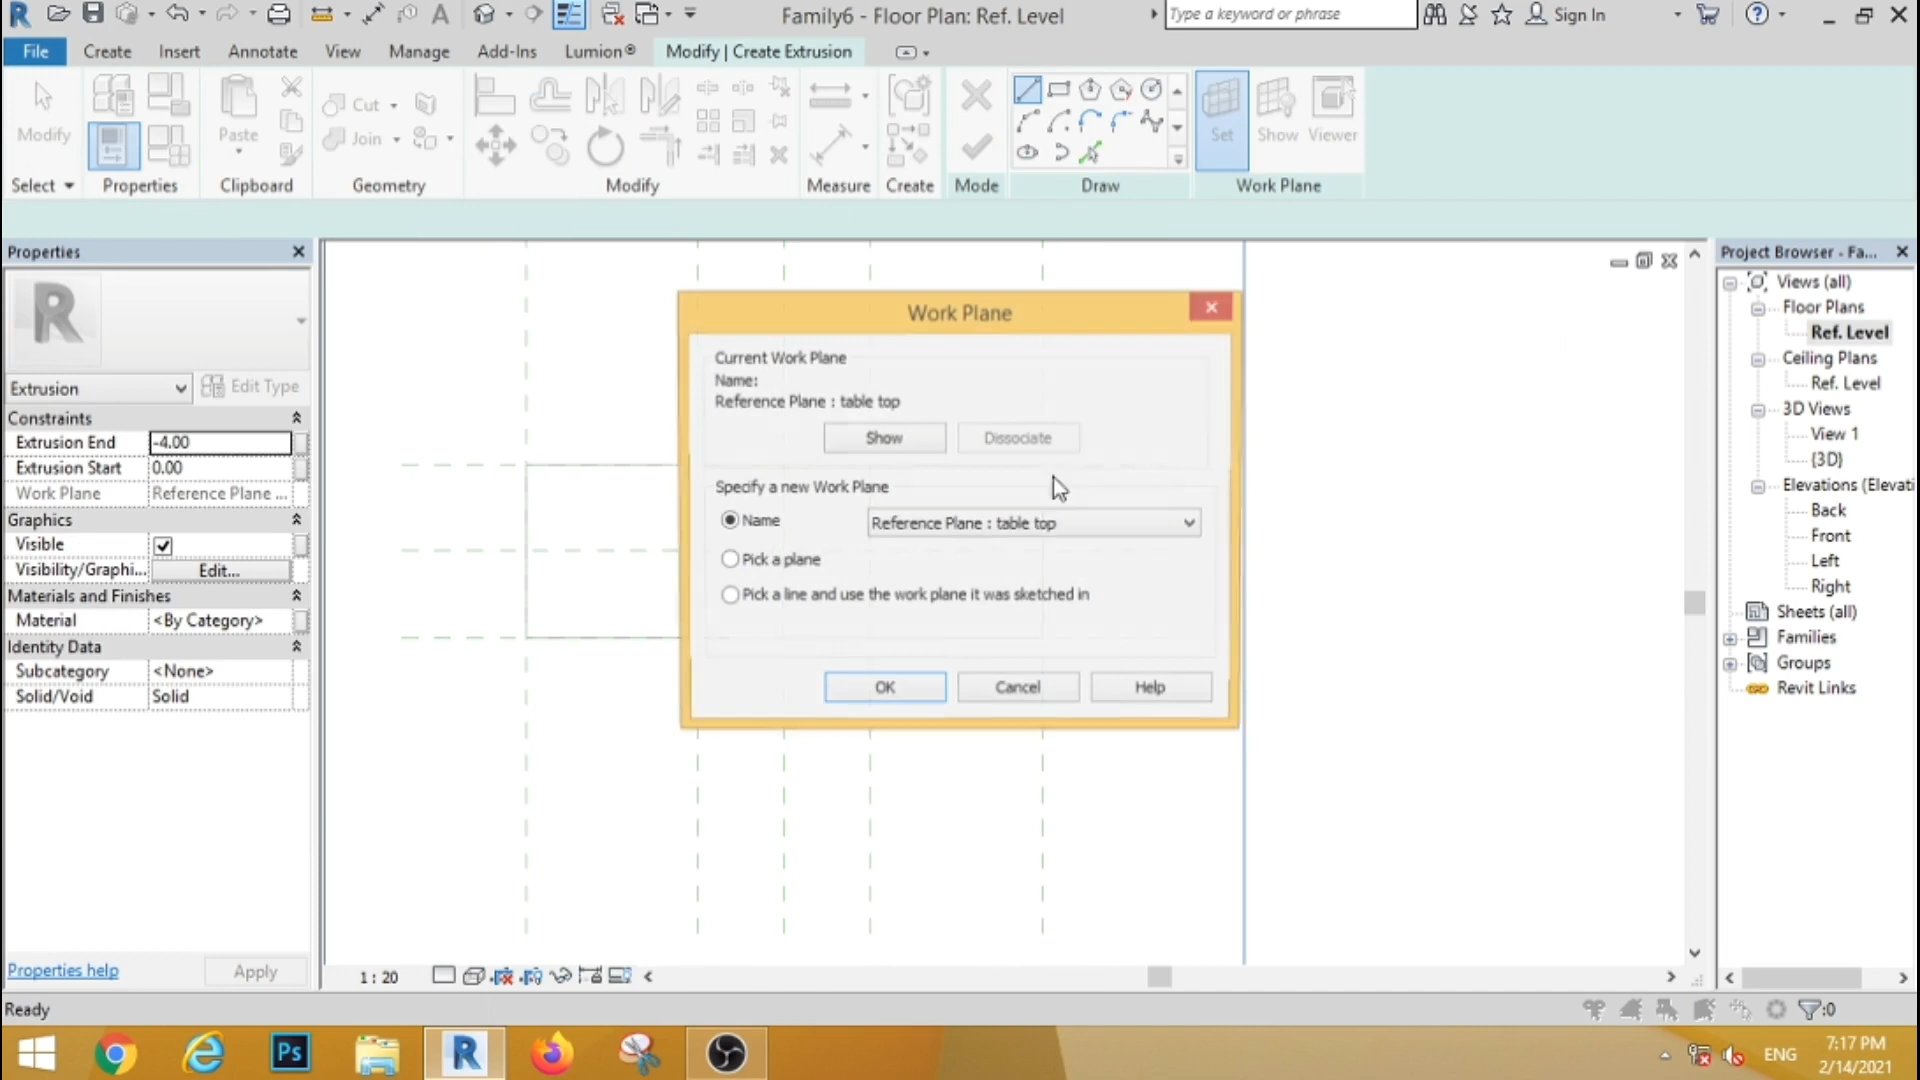 Family6 - Floor Plan: Ref. Level
Type a keyword or phrase
Sign In
File Create Insert Annotate View Manage Add-Ins Lumion® Modify | Create Extrusion
Modify
Paste
Cut
Join
Set Show Viewer
Select Properties Clipboard Geometry Modify Measure Create Mode Draw Work Plane
Properties
Extrusion
Edit Type
Constraints
Extrusion End -4.00
Extrusion Start 0.00
Work Plane Reference Plane ...
Graphics
Visible
Visibility/Graphi... Edit...
Materials and Finishes
Material <By Category>
Identity Data
Subcategory <None>
Solid/Void Solid
Properties help
Apply
Work Plane
Current Work Plane
Name:
Reference Plane : table top
Show Dissociate
Specify a new Work Plane
Name Reference Plane : table top
Pick a plane
Pick a line and use the work plane it was sketched in
OK Cancel Help
Project Browser - Fa...
Views (all)
Floor Plans
Ref. Level
Ceiling Plans
Ref. Level
3D Views
View 1
{3D}
Elevations (Elevati
Back
Front
Left
Right
Sheets (all)
Families
Groups
Revit Links
1 : 20
Ready
:0
Ps
ENG
7:17 PM
2/14/2021